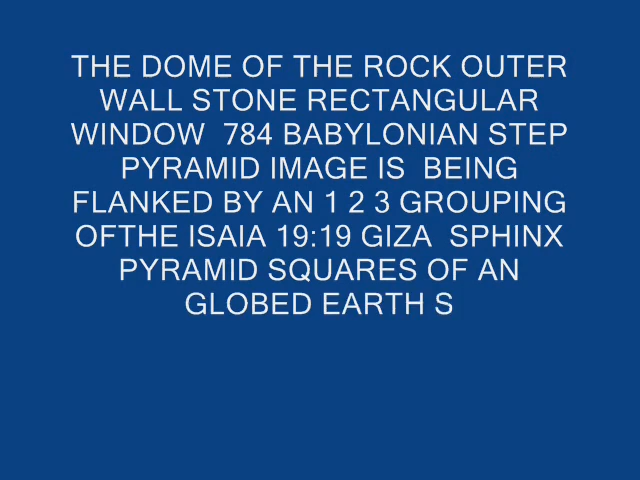 THE DOME OF THE ROCK OUTER
WALL STONE RECTANGULAR
WINDOW  784 BABYLONIAN STEP
PYRAMID IMAGE IS  BEING
FLANKED BY AN 1 2 3 GROUPING
OFTHE ISAIA 19:19 GIZA  SPHINX
PYRAMID SQUARES OF AN
GLOBED EARTH S